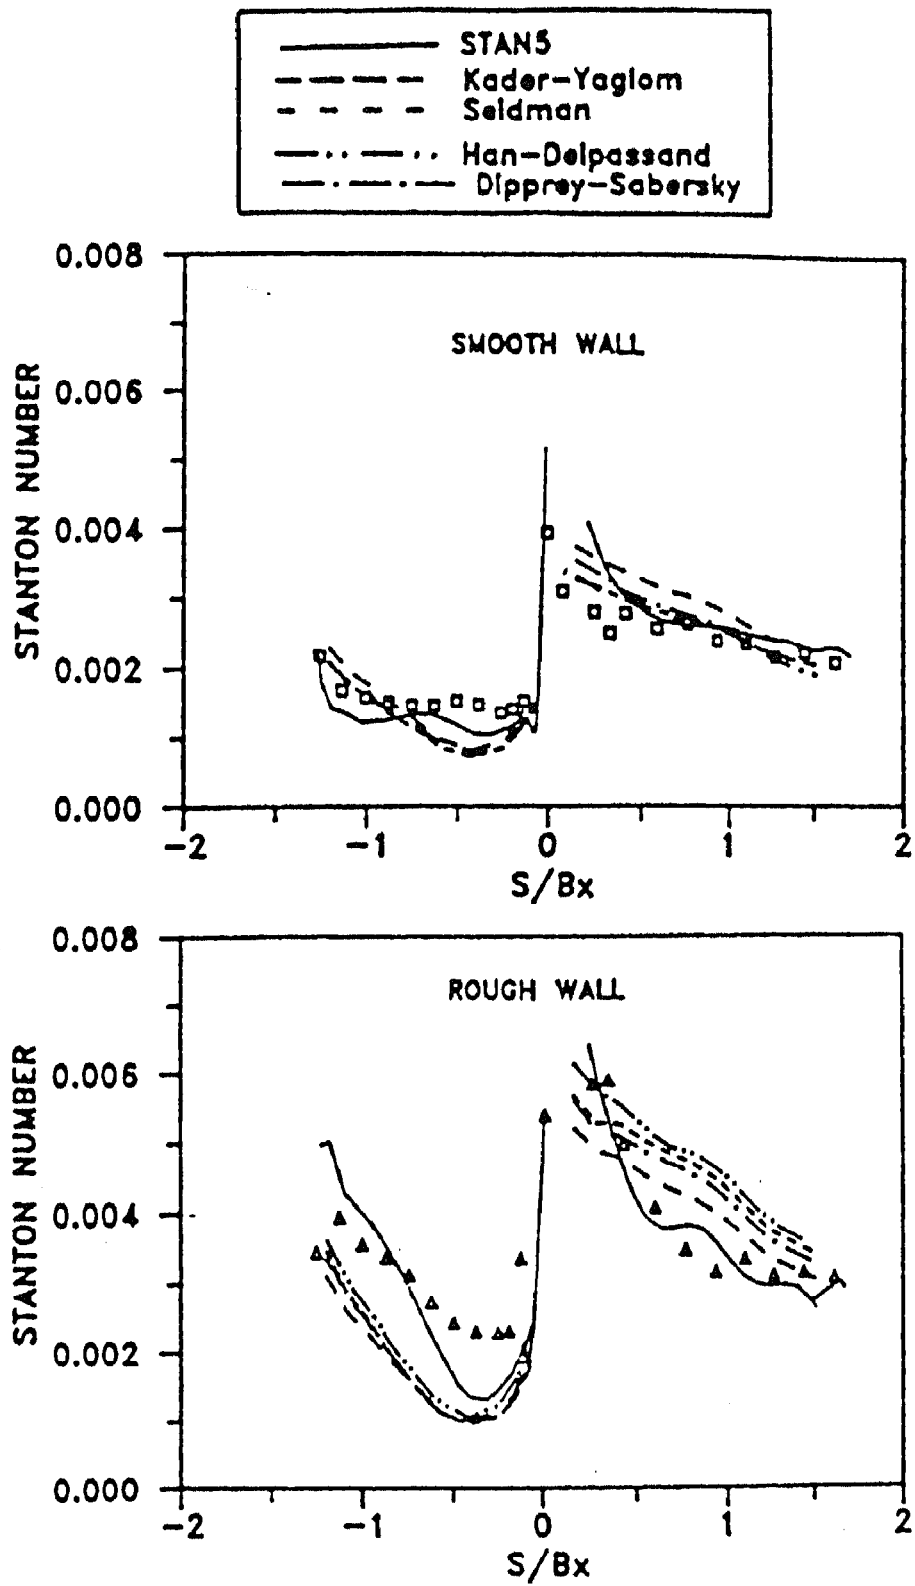 STAN5
Kader-Yaglom
Seidman
Han-Delpassand
Dipprey-Sabersky
0.008
SMOOTH WALL
0.006
STANTON NUMBER
0.004
0.002
0.000
-2 -1 0 1 2
S/Bx
0.008
ROUGH WALL
0.006
STANTON NUMBER
0.004
0.002
0.000
-2 -1 0 1 2
S/Bx